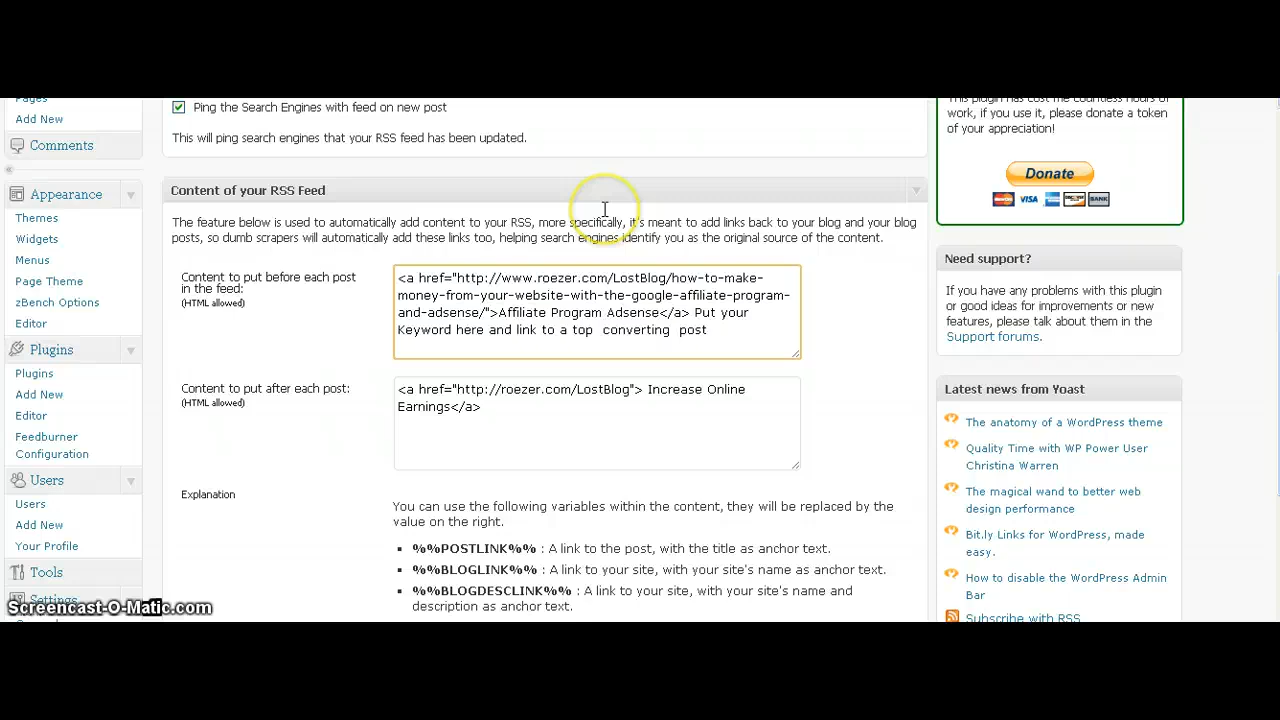 Pages
Add New
Comments
Appearance
Themes
Widgets
Menus
Page Theme
zBench Options
Editor
Plugins
Plugins
Add New
Editor
Feedburner
Configuration
Users
Users
Add New
Your Profile
Tools
Settings
Screencast-O-Matic.com
Ping the Search Engines with feed on new post
This will ping search engines that your RSS feed has been updated.
Content of your RSS Feed
The feature below is used to automatically add content to your RSS, more specifically, it's meant to add links back to your blog and your blog
posts, so dumb scrapers will automatically add these links too, helping search engines identify you as the original source of the content.
Content to put before each post
in the feed:
(HTML allowed)
<a href="http://www.roezer.com/LostBlog/how-to-make-
money-from-your-website-with-the-google-affiliate-program-
and-adsense/">Affiliate Program Adsense</a> Put your
Keyword here and link to a top converting post
Content to put after each post:
(HTML allowed)
<a href="http://roezer.com/LostBlog"> Increase Online
Earnings</a>
Explanation
You can use the following variables within the content, they will be replaced by the
value on the right.
%%POSTLINK%% : A link to the post, with the title as anchor text.
%%BLOGLINK%% : A link to your site, with your site's name as anchor text.
%%BLOGDESCLINK%% : A link to your site, with your site's name and
description as anchor text.
This plugin has cost me countless hours of
work, if you use it, please donate a token
of your appreciation!
Donate
VISA
BANK
Need support?
If you have any problems with this plugin
or good ideas for improvements or new
features, please talk about them in the
Support forums.
Latest news from Yoast
The anatomy of a WordPress theme
Quality Time with WP Power User
Christina Warren
The magical wand to better web
design performance
Bit.ly Links for WordPress, made
easy.
How to disable the WordPress Admin
Bar
Subscribe with RSS